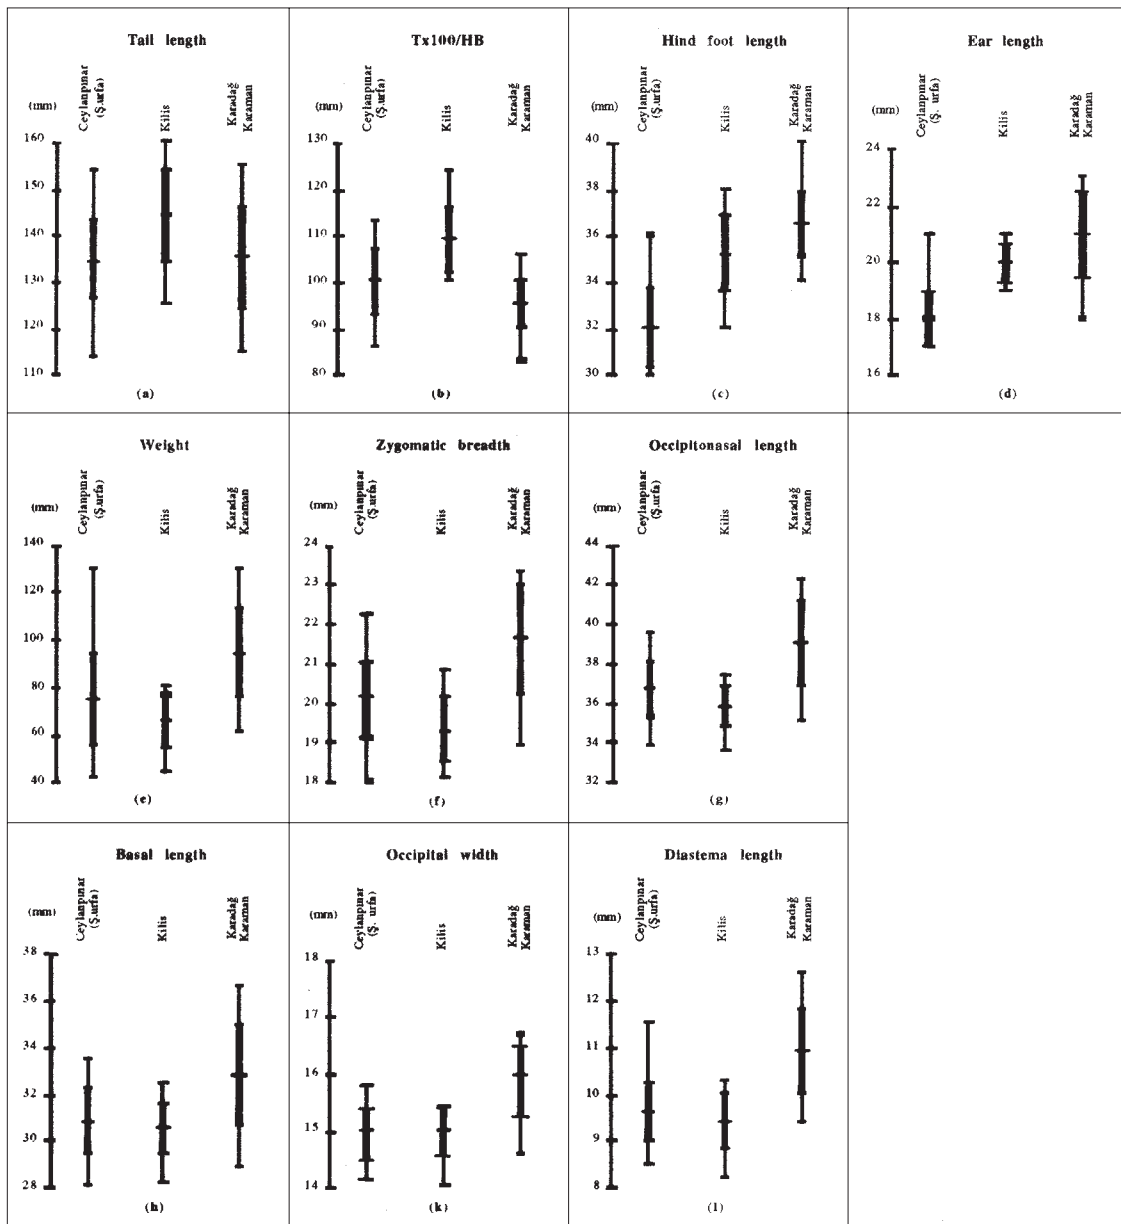 Tail length
(mm)
Ceylanpınar
(Ş.urfa)
Kilis
Karadağ
Karaman
160
150
140
130
120
110
(a)
Tx100/HB
(mm)
Ceylanpınar
(Ş.urfa)
Kilis
Karadağ
Karaman
130
120
110
100
90
80
(b)
Hind foot length
(mm)
Ceylanpınar
(Ş.urfa)
Kilis
Karadağ
Karaman
40
38
36
34
32
30
(c)
Ear length
(mm)
Ceylanpınar
(Ş. urfa)
Kilis
Karadağ
Karaman
24
22
20
18
16
(d)
Weight
(mm)
Ceylanpınar
(Ş.urfa)
Kilis
Karadağ
Karaman
140
120
100
80
60
40
(e)
Zygomatic breadth
(mm)
Ceylanpınar
(Ş.urfa)
Kilis
Karadağ
Karaman
24
23
22
21
20
19
18
(f)
Occipitonasal length
(mm)
Ceylanpınar
(Ş.urfa)
Kilis
Karadağ
Karaman
44
42
40
38
36
34
32
(g)
Basal length
(mm)
Ceylanpınar
(Ş.urfa)
Kilis
Karadağ
Karaman
38
36
34
32
30
28
(h)
Occipital width
(mm)
Ceylanpınar
(Ş. urfa)
Kilis
Karadağ
Karaman
18
17
16
15
14
(k)
Diastema length
(mm)
Ceylanpınar
(Ş.urfa)
Kilis
Karadağ
Karaman
13
12
11
10
9
8
(l)